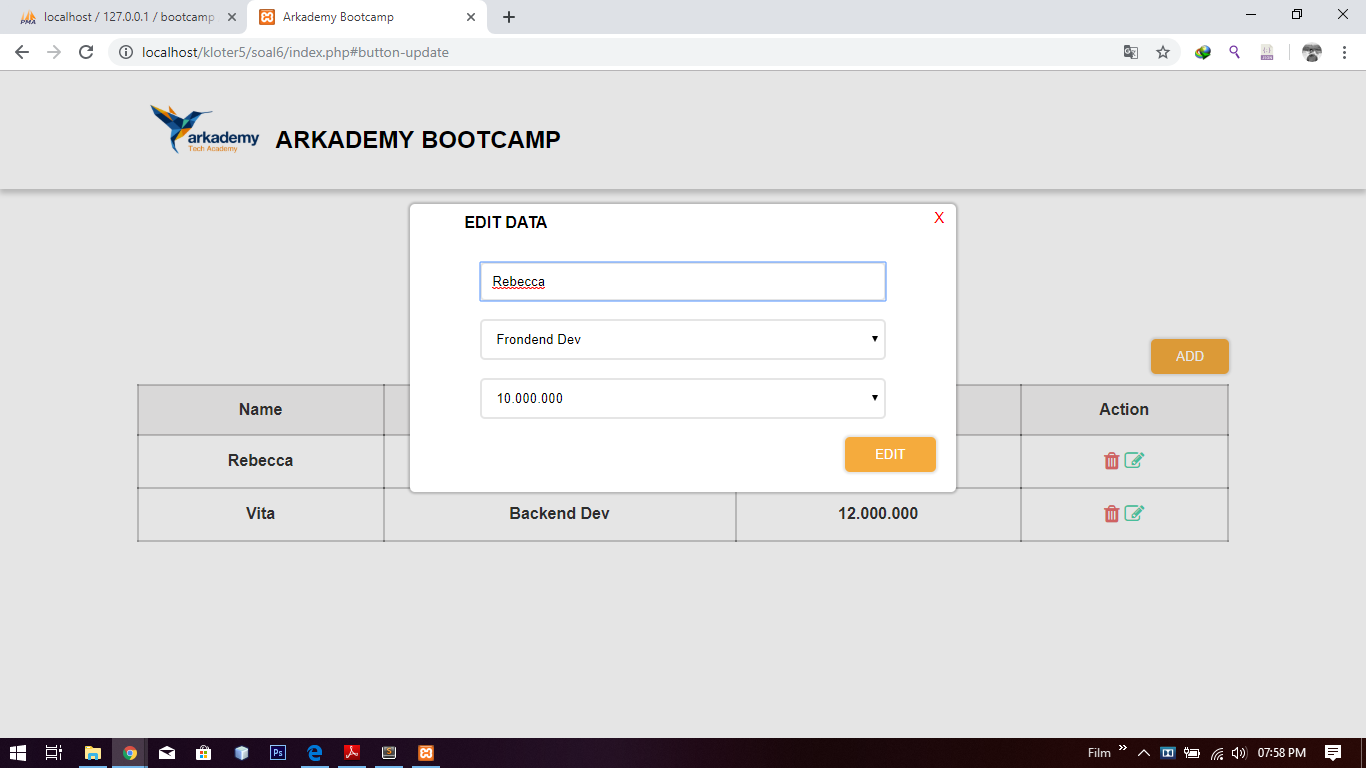 localhost / 127.0.0.1 / bootcamp
Arkademy Bootcamp
localhost/kloter5/soal6/index.php#button-update
arkademy
Tech Academy
ARKADEMY BOOTCAMP
EDIT DATA
X
Rebecca
Frondend Dev
10.000.000
EDIT
ADD
Name
Action
Rebecca
Vita
Backend Dev
12.000.000
Film
07:58 PM